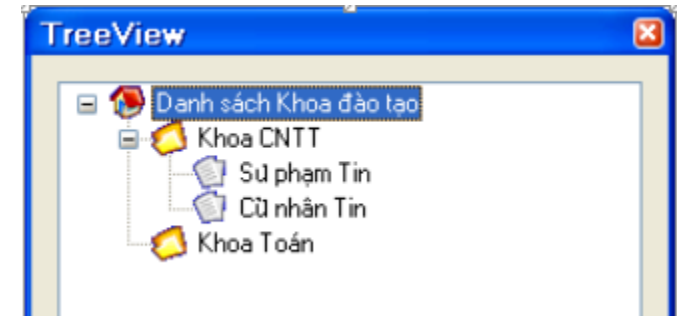 TreeView
Danh sách Khoa đào tạo
Khoa CNTT
Sư phạm Tin
Cử nhân Tin
Khoa Toán